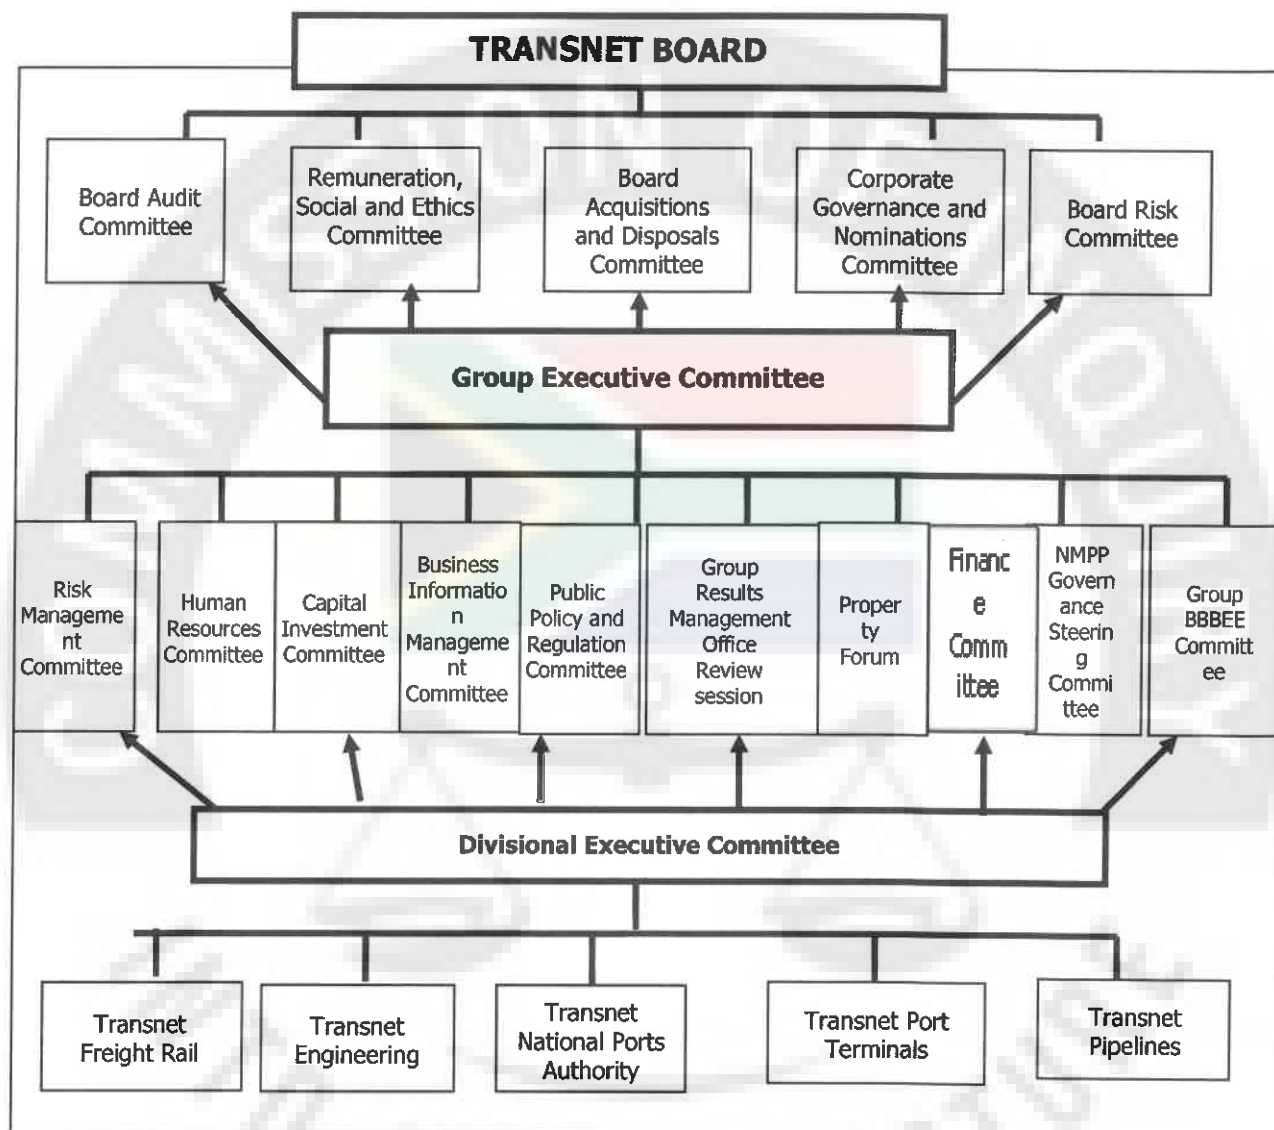 TRANSNET BOARD
Board Audit
Committee
Remuneration,
Social and Ethics
Committee
Board
Acquisitions
and Disposals
Committee
Corporate
Governance and
Nominations
Committee
Board Risk
Committee
Group Executive Committee
Risk
Manageme
nt
Committee
Human
Resources
Committee
Capital
Investment
Committee
Business
Informatio
n
Manageme
nt
Committee
Public
Policy and
Regulation
Committee
Group
Results
Management
Office
Review
session
Proper
ty
Forum
Financ
e
Comm
ittee
NMPP
Govern
ance
Steerin
g
Commi
ttee
Group
BBBEE
Committ
ee
Divisional Executive Committee
Transnet
Freight Rail
Transnet
Engineering
Transnet
National Ports
Authority
Transnet Port
Terminals
Transnet
Pipelines